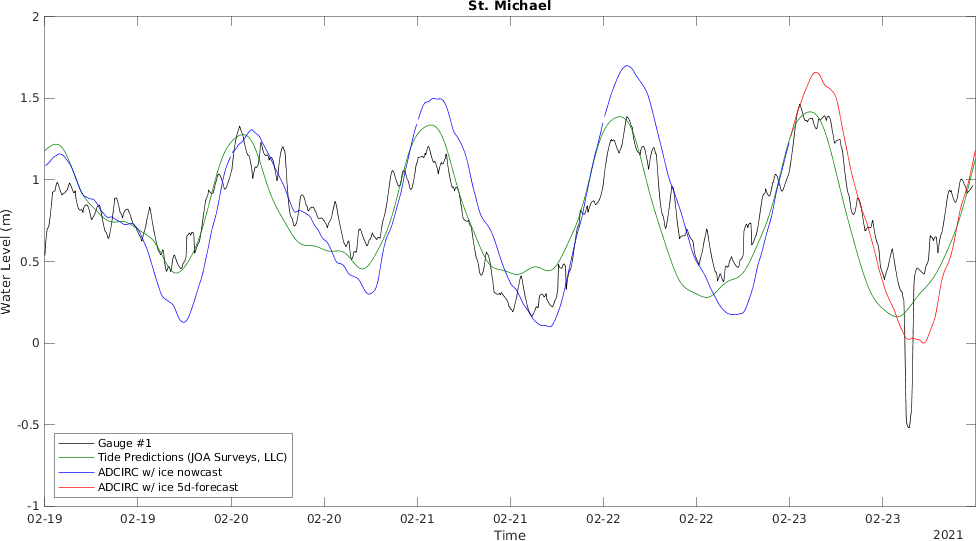 St. Michael
2
1.5
1
0.5
0
-0.5
-1
Water Level (m)
Gauge #1
Tide Predictions (JOA Surveys, LLC)
ADCIRC w/ ice nowcast
ADCIRC w/ ice 5d-forecast
02-19 02-19 02-20 02-20 02-21 02-21 02-22 02-22 02-23 02-23
Time
2021